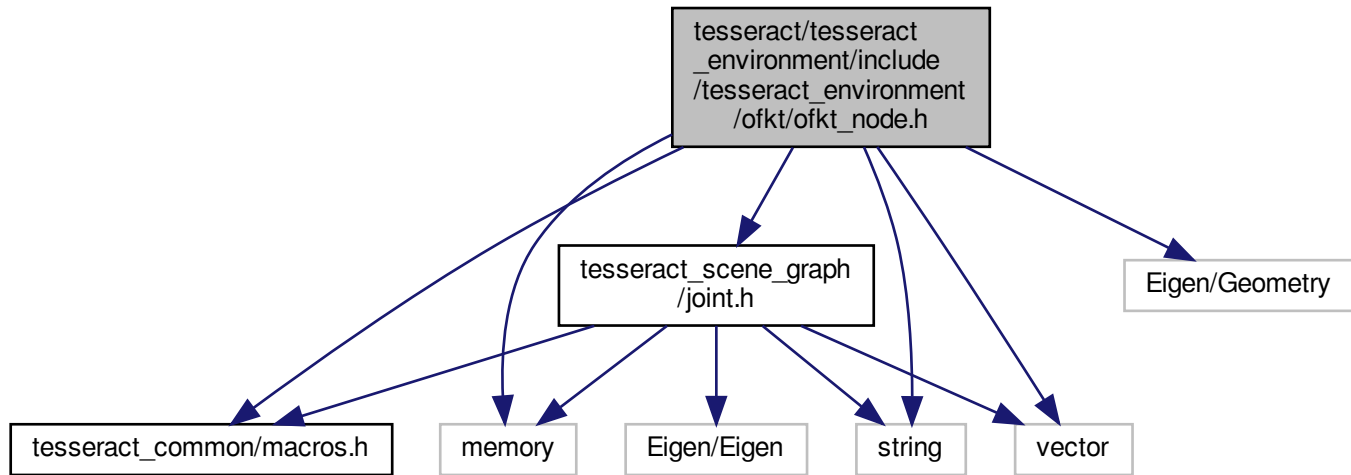 tesseract/tesseract
_environment/include
/tesseract_environment
/ofkt/ofkt_node.h
tesseract_scene_graph
/joint.h
Eigen/Geometry
tesseract_common/macros.h
memory
Eigen/Eigen
string
vector